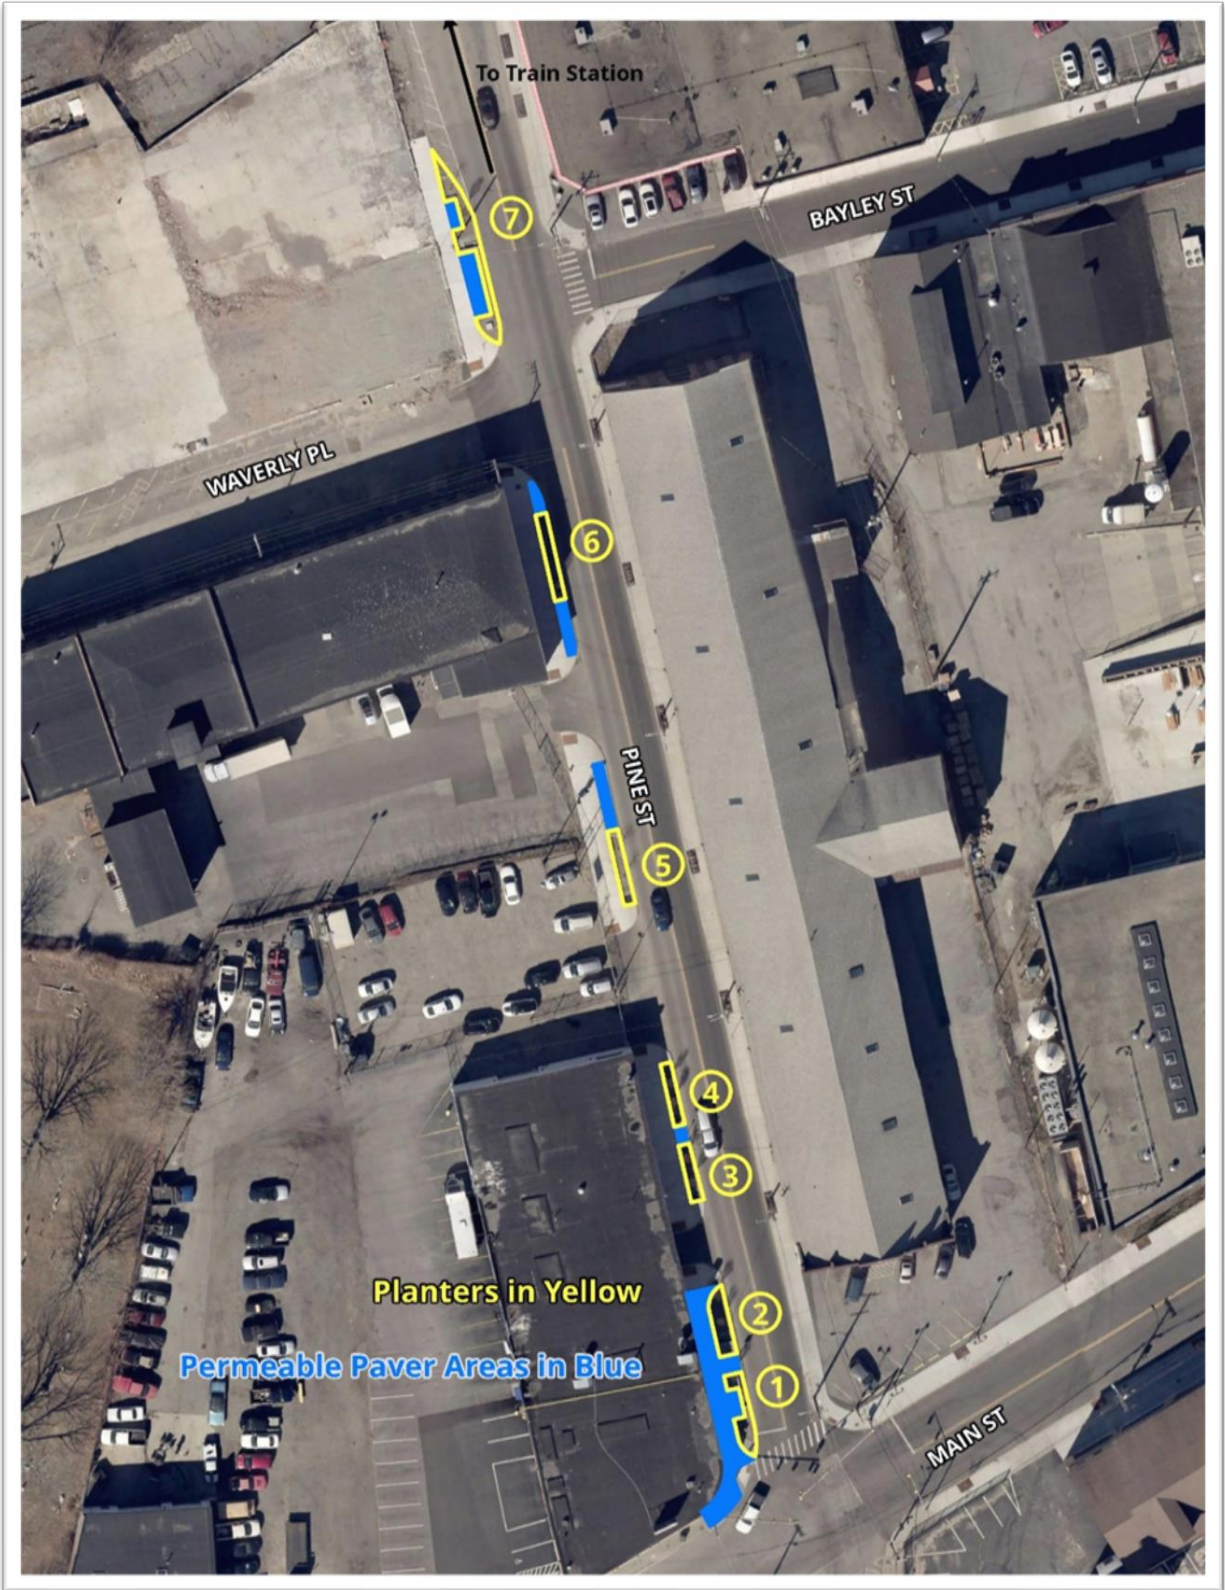 To Train Station
BAYLEY ST
7
WAVERLY PL
6
PINE ST
5
4
3
Planters in Yellow
2
Permeable Paver Areas in Blue
1
MAIN ST